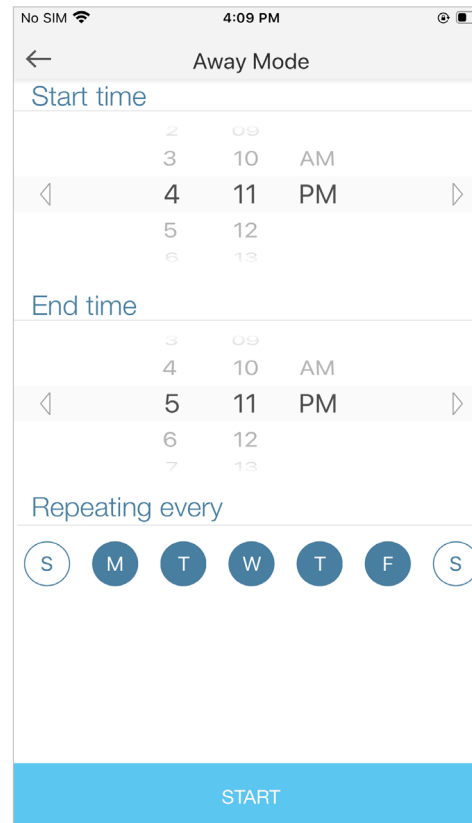 No SIM 4:09 PM
Away Mode
Start time
2 09
3 10 AM
4 11 PM
5 12
6 13
End time
3 09
4 10 AM
5 11 PM
6 12
7 13
Repeating every
S M T W T F S
START